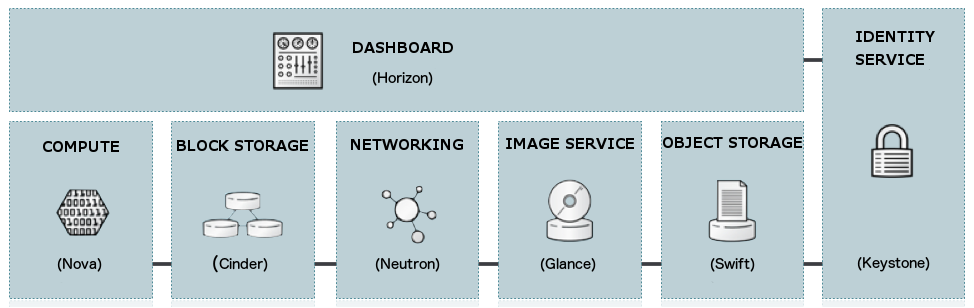 DASHBOARD
(Horizon)
IDENTITY
SERVICE
(Keystone)
COMPUTE
(Nova)
BLOCK STORAGE
(Cinder)
NETWORKING
(Neutron)
IMAGE SERVICE
(Glance)
OBJECT STORAGE
(Swift)